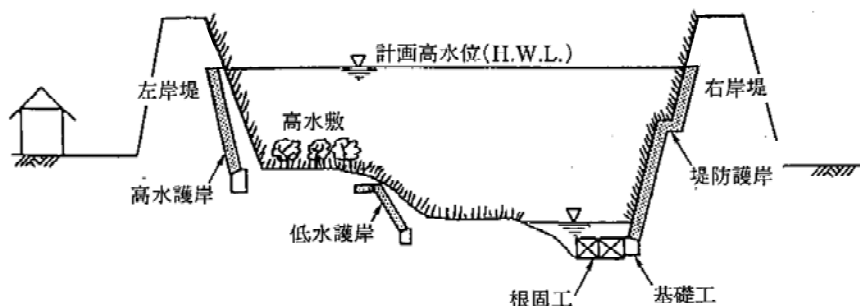 計画高水位(H.W.L.)
左岸堤
右岸堤
高水敷
堤防護岸
高水護岸
低水護岸
根固工
基礎工